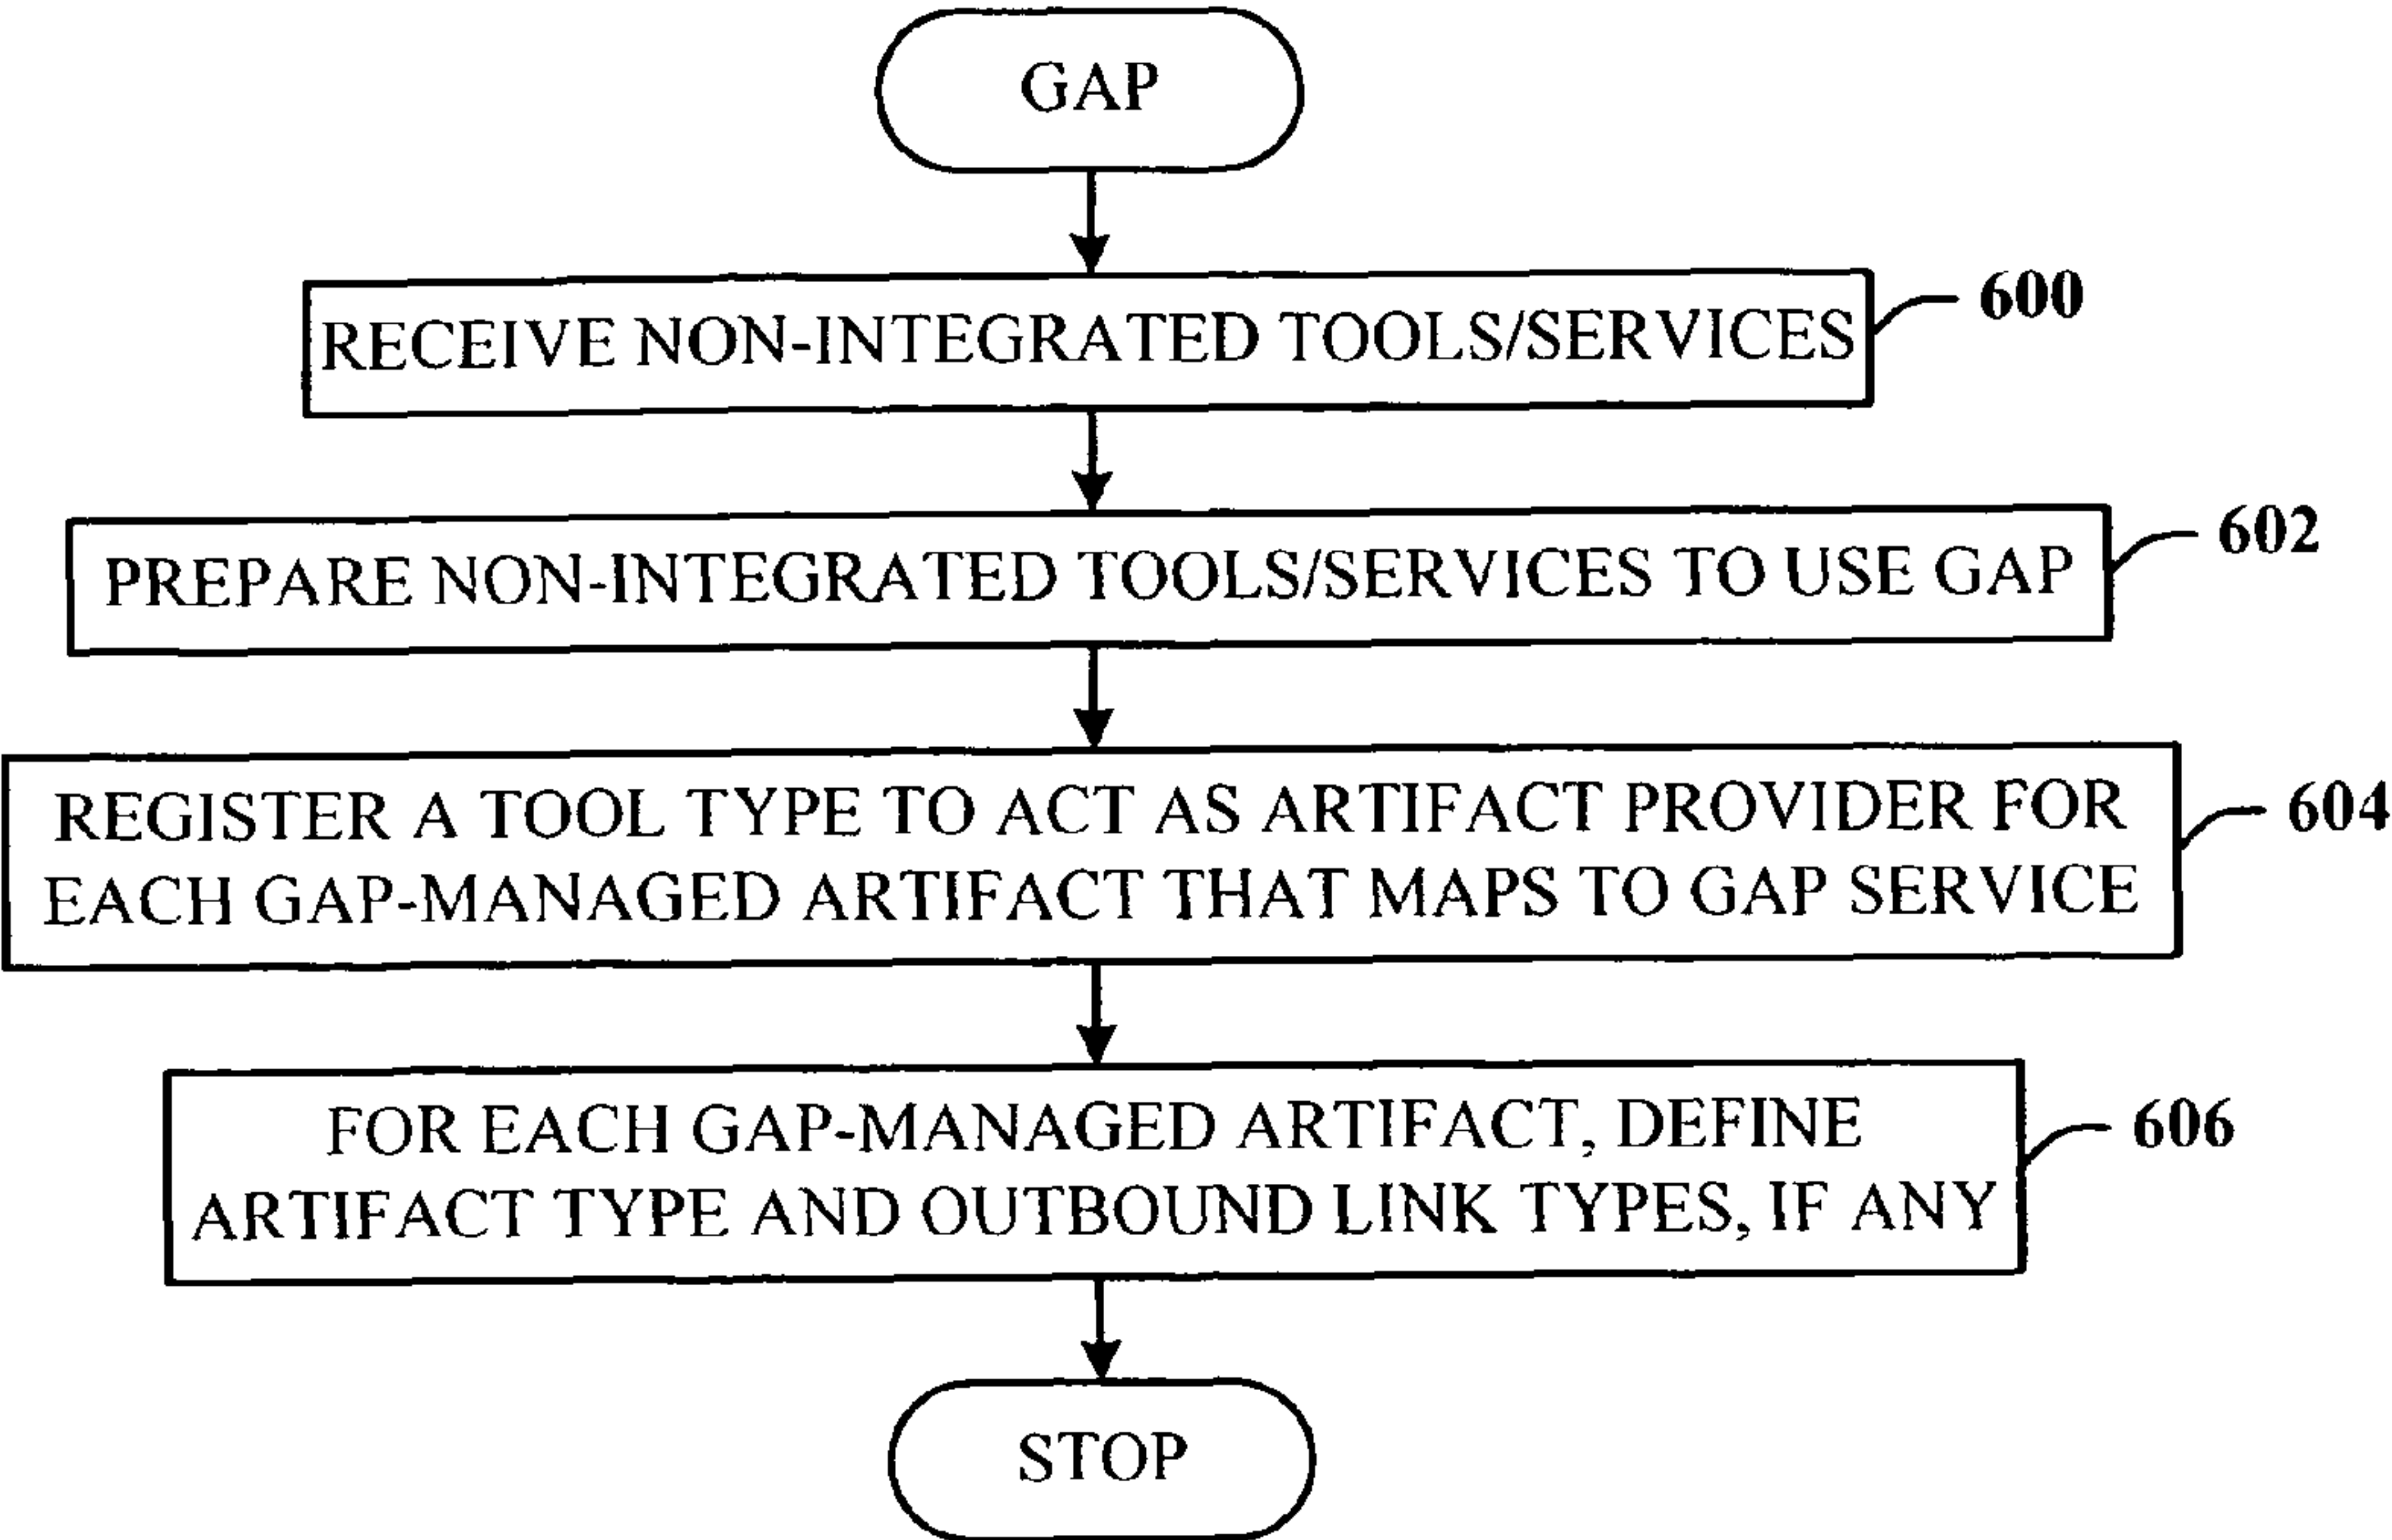 GAP
RECEIVE NON-INTEGRATED TOOLS/SERVICES
600
PREPARE NON-INTEGRATED TOOLS/SERVICES TO USE GAP
602
REGISTER A TOOL TYPE TO ACT AS ARTIFACT PROVIDER FOR
EACH GAP-MANAGED ARTIFACT THAT MAPS TO GAP SERVICE
604
FOR EACH GAP-MANAGED ARTIFACT, DEFINE
ARTIFACT TYPE AND OUTBOUND LINK TYPES, IF ANY
606
STOP